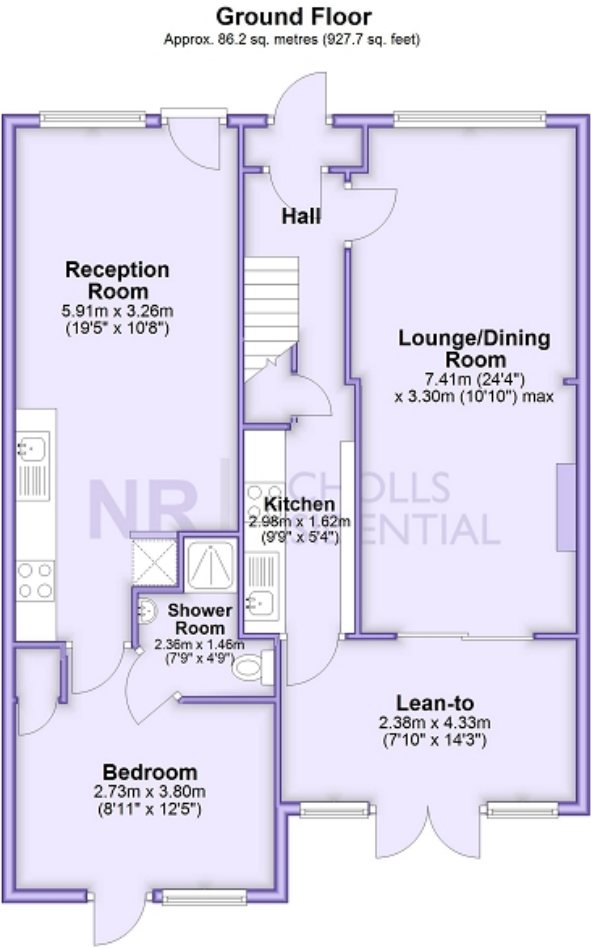 Ground Floor
Approx. 86.2 sq. metres (927.7 sq. feet)
Hall
Reception
Room
5.91m x 3.26m
(19'5" x 10'8")
Lounge/Dining
Room
7.41m (24'4")
x 3.30m (10'10") max
NR
Kitchen
2.98m x 1.62m
(9'9" x 5'4")
Shower
Room
2.36m x 1.46m
(7'9" x 4'9")
Lean-to
2.38m x 4.33m
(7'10" x 14'3")
Bedroom
2.73m x 3.80m
(8'11" x 12'5")